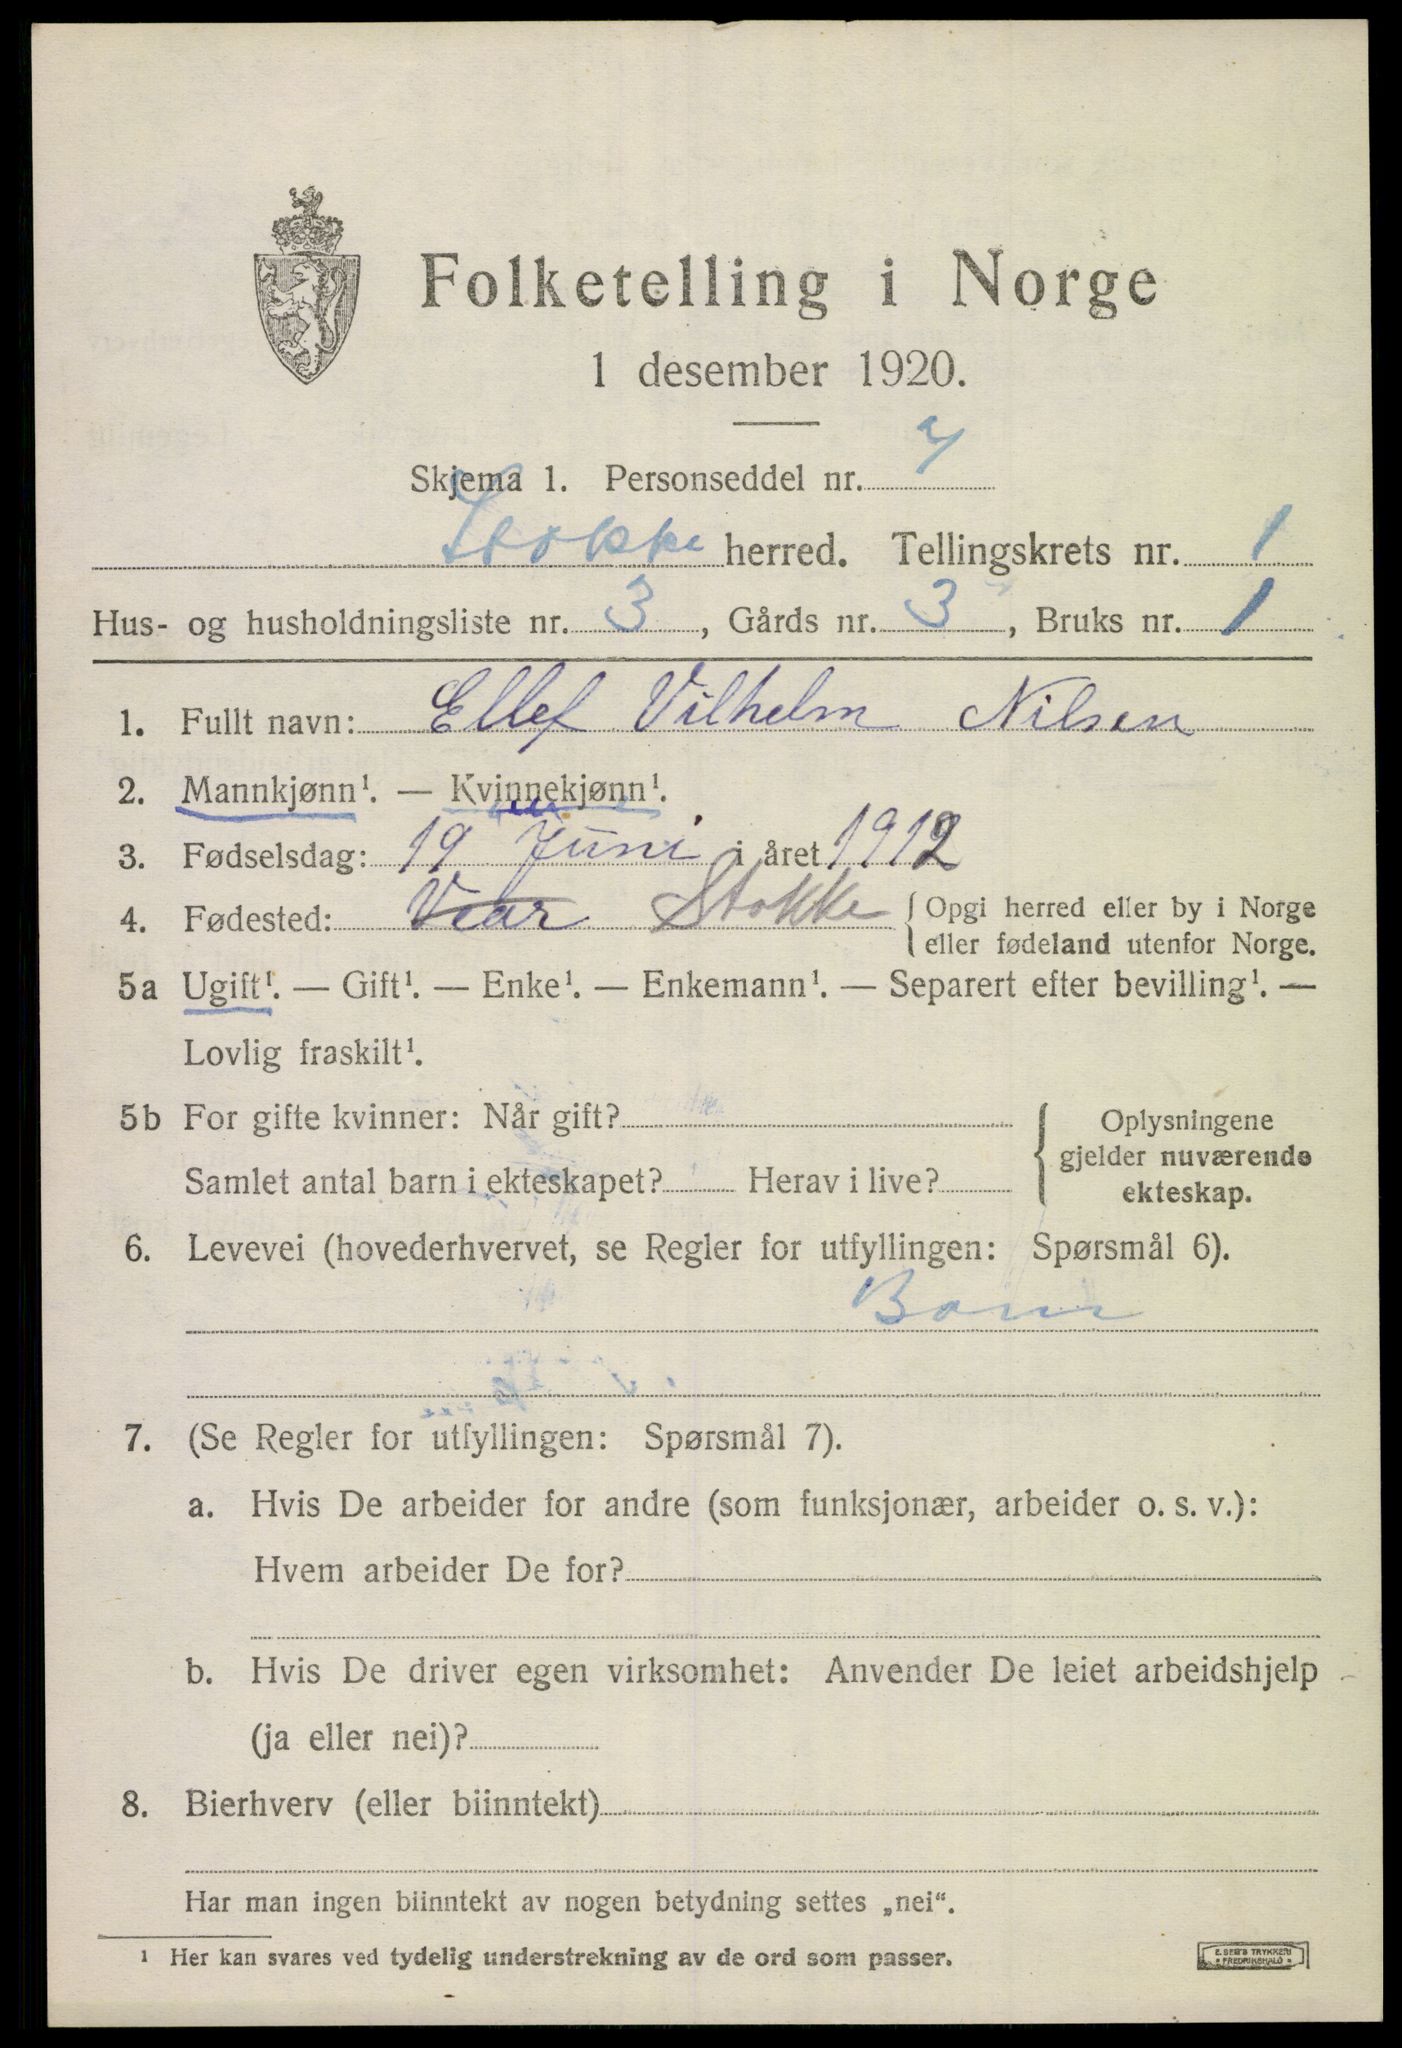 Folketelling i Norge
1 desember 1920.
Skjema 1. Personseddel nr. 7
Stokke herred. Tellingskrets nr. 1
Hus- og husholdningsliste nr. 3, Gårds nr. 3, Bruks nr. 1
1. Fullt navn: Ellef Vilhelm Nilsen
2. Mannkjønn¹. — Kvinnekjønn¹.
3. Fødselsdag: 19 Juni i året 1912
4. Fødested: Vear Stokke { Opgi herred eller by i Norge
eller fødeland utenfor Norge.
5a Ugift¹. — Gift¹. — Enke¹. — Enkemann¹. — Separert efter bevilling¹. —
Lovlig fraskilt¹.
5b For gifte kvinner: Når gift?
Samlet antal barn i ekteskapet? Herav i live?
{ Oplysningene
gjelder nuværende
ekteskap.
6. Levevei (hovederhvervet, se Regler for utfyllingen: Spørsmål 6).
Barn
7. (Se Regler for utfyllingen: Spørsmål 7).
a. Hvis De arbeider for andre (som funksjonær, arbeider o. s. v.):
Hvem arbeider De for?
b. Hvis De driver egen virksomhet: Anvender De leiet arbeidshjelp
(ja eller nei)?
8. Bierhverv (eller biinntekt)
Har man ingen biinntekt av nogen betydning settes „nei“.
¹ Her kan svares ved tydelig understrekning av de ord som passer.
E. SEM'S TRYKKERI
• FREDRIKSHALD •